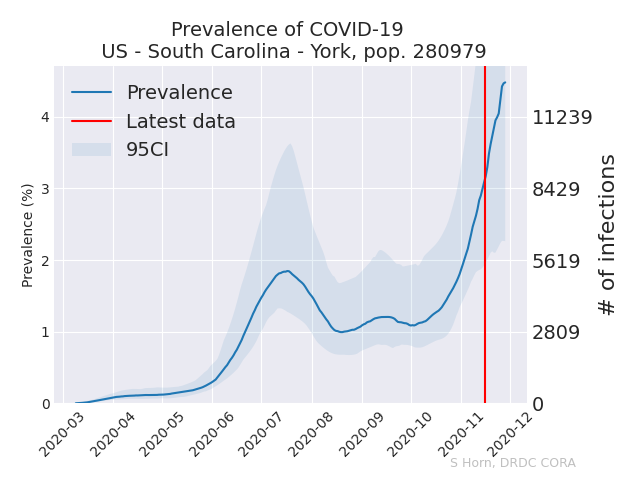 Prevalence of COVID-19
US - South Carolina - York, pop. 280979
Prevalence
Latest data
95CI
Prevalence (%)
4
3
2
1
0
11239
8429
5619
2809
0
# of infections
2020-03
2020-04
2020-05
2020-06
2020-07
2020-08
2020-09
2020-10
2020-11
2020-12
S Horn, DRDC CORA